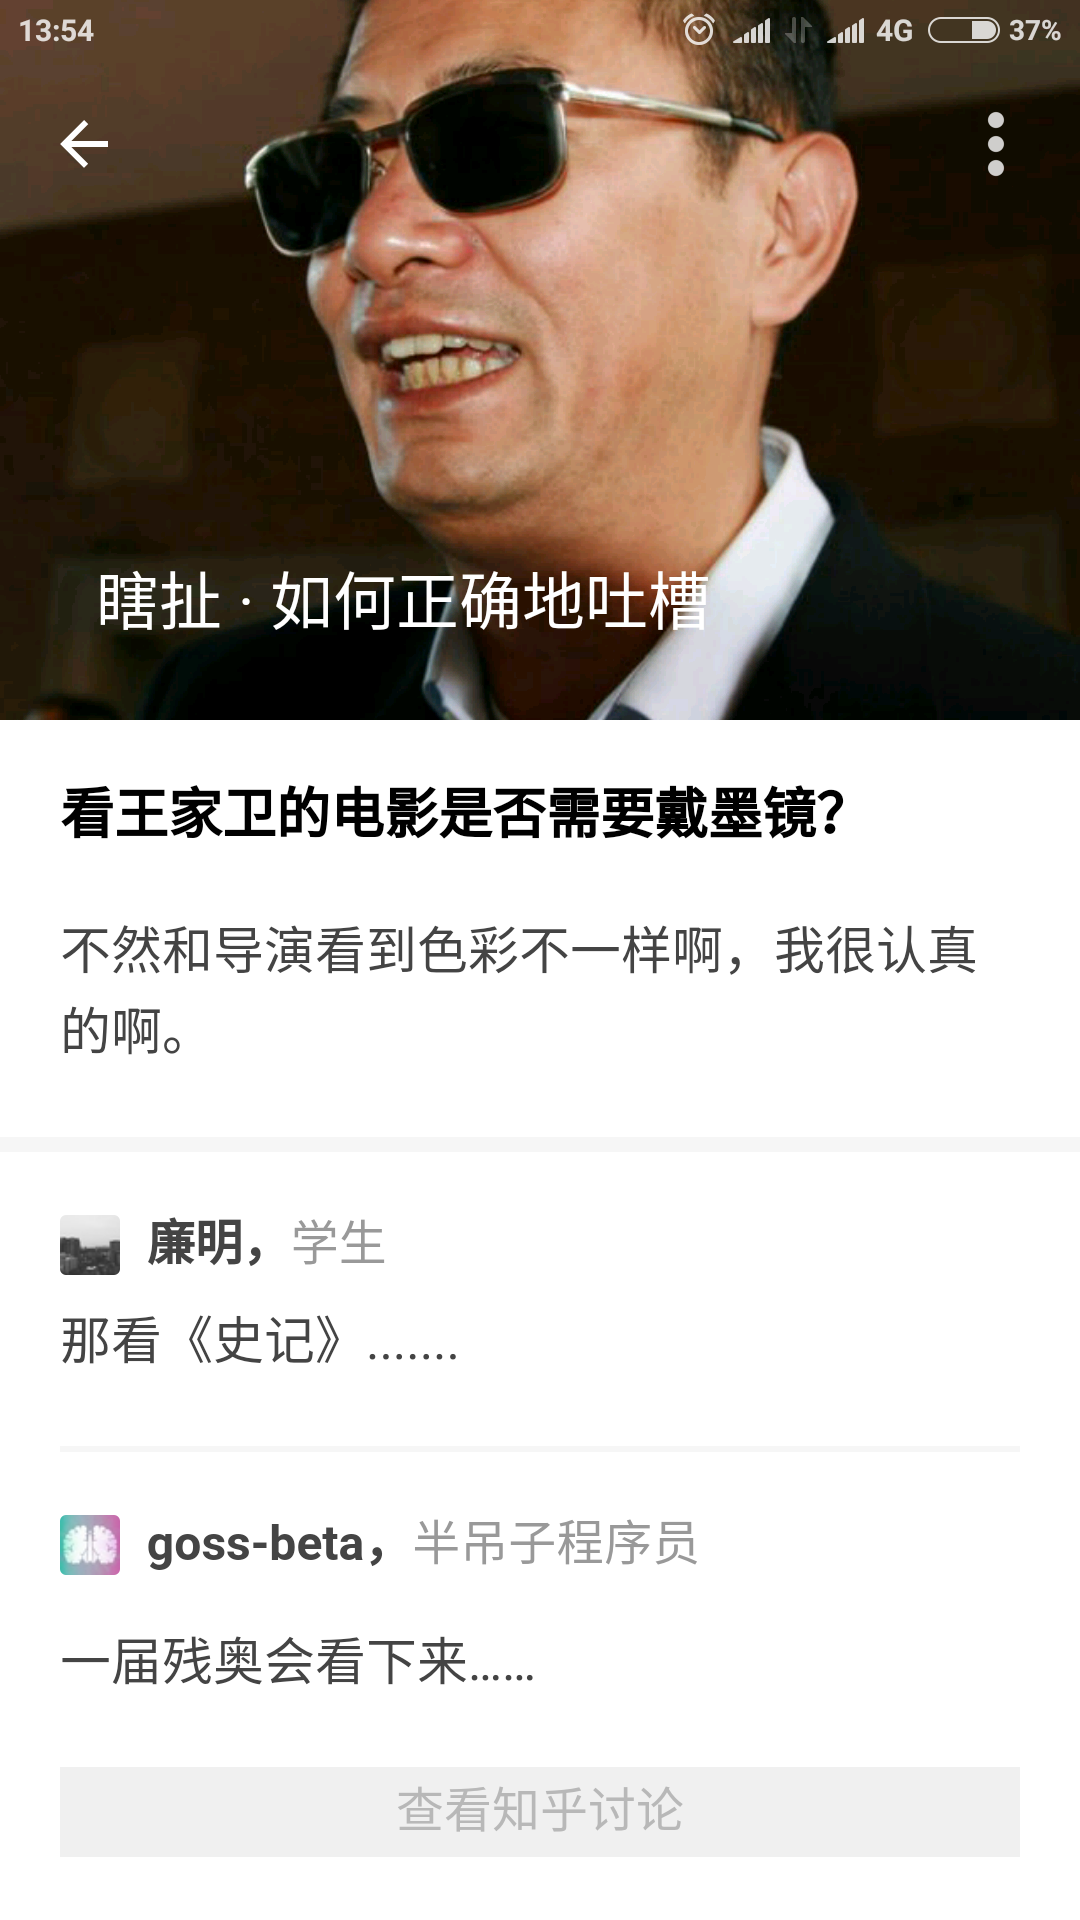 13:54
4G
37%
瞎扯 · 如何正确地吐槽
看王家卫的电影是否需要戴墨镜？
不然和导演看到色彩不一样啊，我很认真
的啊。
廉明，学生
那看《史记》.......
goss-beta，半吊子程序员
一届残奥会看下来……
查看知乎讨论